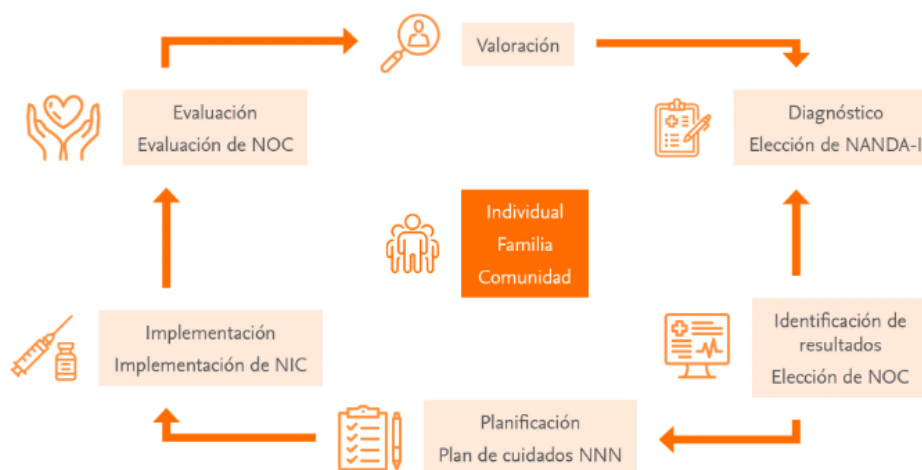 Valoración
Diagnóstico
Elección de NANDA-I
Identificación de
resultados
Elección de NOC
Planificación
Plan de cuidados NNN
Implementación
Implementación de NIC
Evaluación
Evaluación de NOC
Individual
Familia
Comunidad